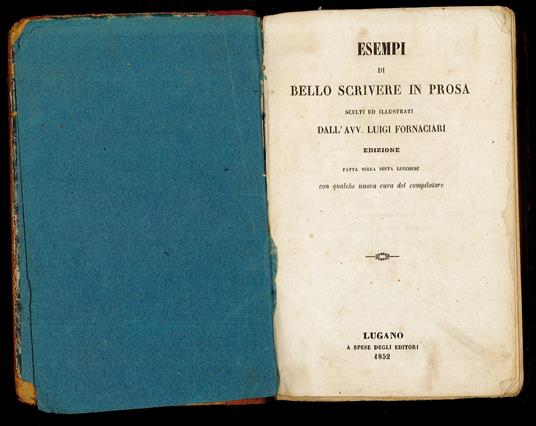 ESEMPI
DI
BELLO SCRIVERE IN PROSA
SCELTI ED ILLUSTRATI
DALL'AVV. LUIGI FORNACIARI
EDIZIONE
FATTA SULLA SESTA LUCCHESE
con qualche nuova cura del compilatore
LUGANO
A SPESE DEGLI EDITORI
1852